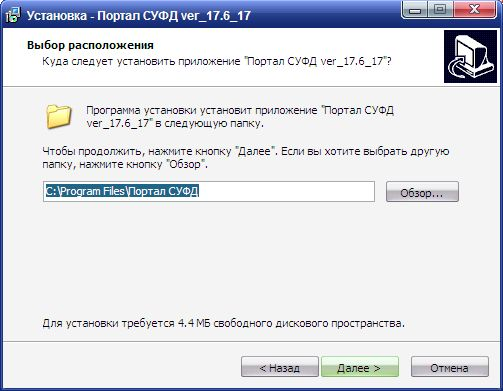 Установка - Портал СУФД ver_17.6_17
Выбор расположения
Куда следует установить приложение "Портал СУФД ver_17.6_17"?
Программа установки установит приложение "Портал СУФД
ver_17.6_17" в следующую папку.
Чтобы продолжить, нажмите кнопку "Далее". Если вы хотите выбрать другую
папку, нажмите кнопку "Обзор".
C:\Program Files\Портал СУФД
Обзор...
Для установки требуется 4.4 МБ свободного дискового пространства.
< Назад
Далее >
Отмена